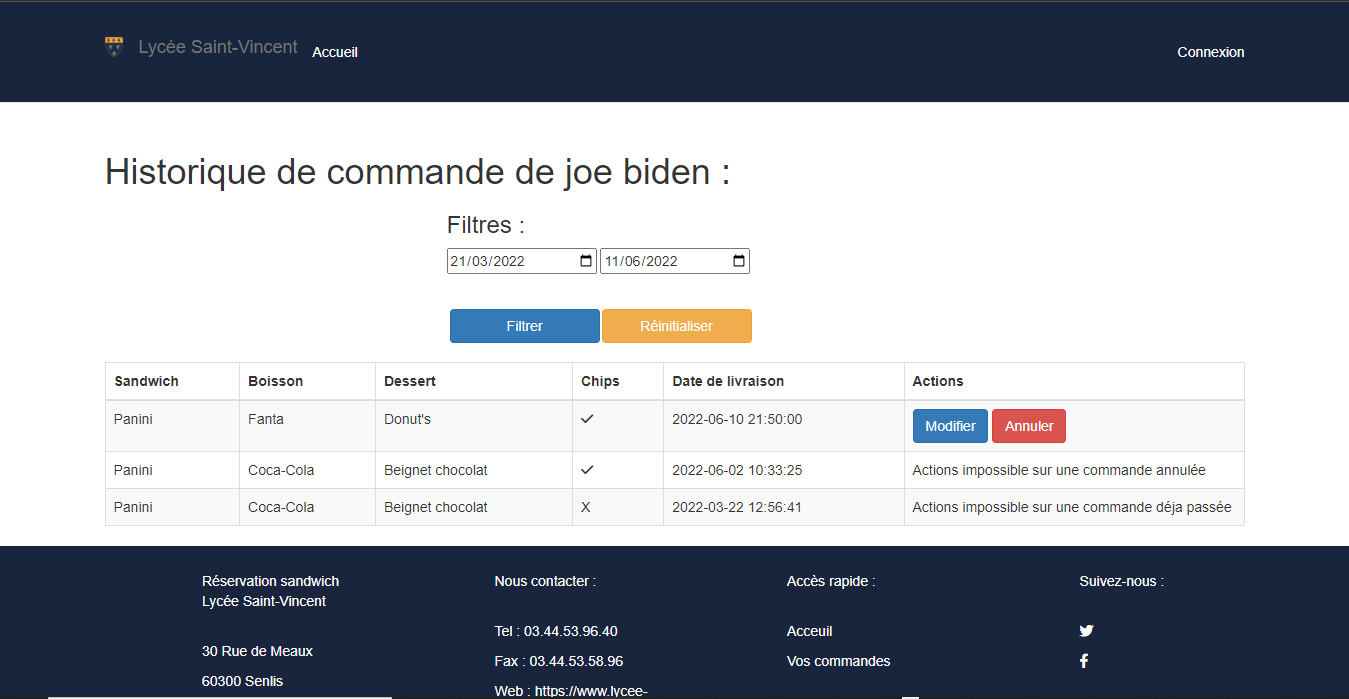 Lycée Saint-Vincent Accueil Connexion
Historique de commande de joe biden :
Filtres :
21/03/2022 11/06/2022
Filtrer Réinitialiser
Sandwich Boisson Dessert Chips Date de livraison Actions
Panini Fanta Donut's ✓ 2022-06-10 21:50:00 Modifier Annuler
Panini Coca-Cola Beignet chocolat ✓ 2022-06-02 10:33:25 Actions impossible sur une commande annulée
Panini Coca-Cola Beignet chocolat X 2022-03-22 12:56:41 Actions impossible sur une commande déja passée
Réservation sandwich
Lycée Saint-Vincent
30 Rue de Meaux
60300 Senlis
Nous contacter :
Tel : 03.44.53.96.40
Fax : 03.44.53.58.96
Web : https://www.lycee-
Accès rapide :
Acceuil
Vos commandes
Suivez-nous :